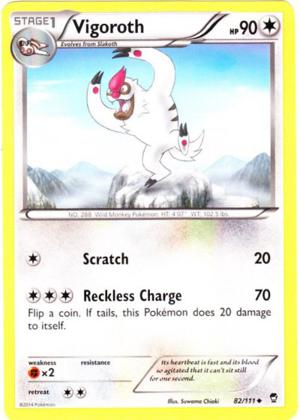 STAGE1
Vigoroth
HP90
Evolves from Slakoth
NO. 288 Wild Monkey Pokémon HT: 4'07" WT: 102.5 lbs.
Scratch 20
Reckless Charge 70
Flip a coin. If tails, this Pokémon does 20 damage
to itself.
weakness
resistance
×2
retreat
Its heartbeat is fast and its blood
so agitated that it can't sit still
for even a second.
Illus. Suwama Chiaki
82/111
©2014 Pokémon